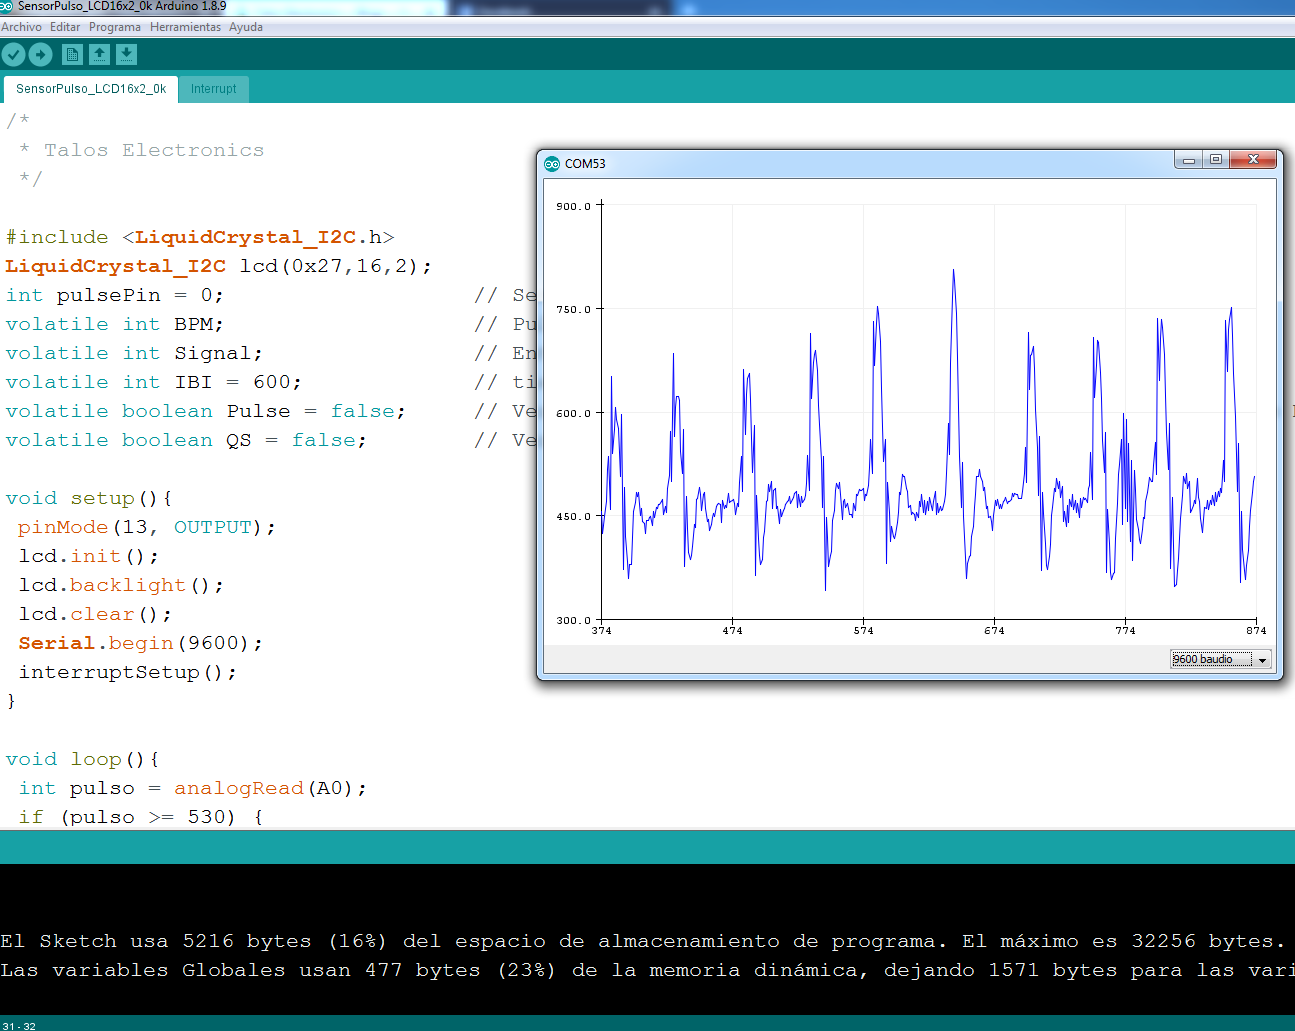 SensorPulso_LCD16x2_0k Arduino 1.8.9
Archivo Editar Programa Herramientas Ayuda
SensorPulso_LCD16x2_0k Interrupt
/*
* Talos Electronics
*/
#include <LiquidCrystal_I2C.h>
LiquidCrystal_I2C lcd(0x27,16,2);
int pulsePin = 0; // Se
volatile int BPM; // Pu
volatile int Signal; // En
volatile int IBI = 600; // ti
volatile boolean Pulse = false; // Ve
volatile boolean QS = false; // Ve
void setup(){
pinMode(13, OUTPUT);
lcd.init();
lcd.backlight();
lcd.clear();
Serial.begin(9600);
interruptSetup();
}
void loop(){
int pulso = analogRead(A0);
if (pulso >= 530) {
COM53
900.0
750.0
600.0
450.0
300.0
374 474 574 674 774 874
9600 baudio
El Sketch usa 5216 bytes (16%) del espacio de almacenamiento de programa. El máximo es 32256 bytes.
Las variables Globales usan 477 bytes (23%) de la memoria dinámica, dejando 1571 bytes para las vari
31 - 32